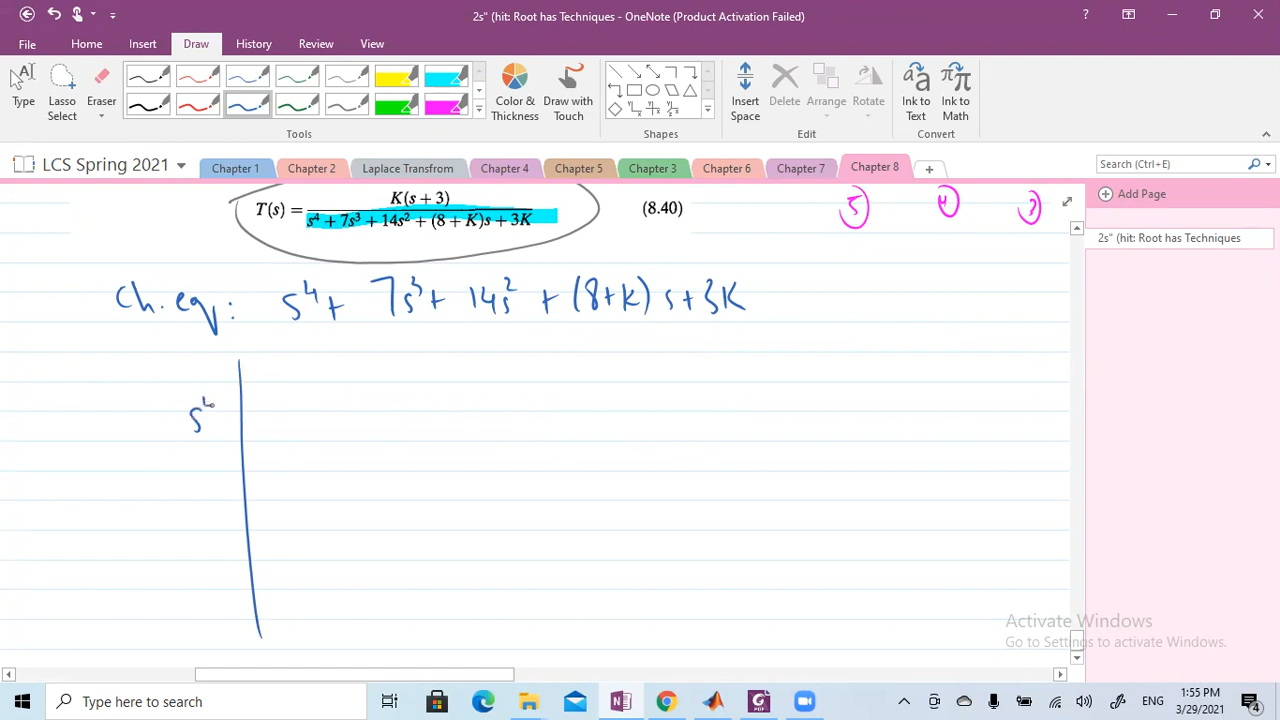 2s" (hit: Root has Techniques - OneNote (Product Activation Failed)
File Home Insert Draw History Review View
Type Lasso Select Eraser Color & Thickness Draw with Touch Insert Space Delete Arrange Rotate Ink to Text Ink to Math
Tools Shapes Edit Convert
LCS Spring 2021 Chapter 1 Chapter 2 Laplace Transfrom Chapter 4 Chapter 5 Chapter 3 Chapter 6 Chapter 7 Chapter 8 Search (Ctrl+E)
Add Page
2s" (hit: Root has Techniques
T(s) = K(s + 3) / s⁴ + 7s³ + 14s² + (8 + K)s + 3K (8.40)
5 4 3
Ch. eq: s⁴ + 7s³ + 14s² + (8+K) s + 3K
s⁴
Activate Windows
Go to Settings to activate Windows.
Type here to search
ENG
1:55 PM
3/29/2021
4